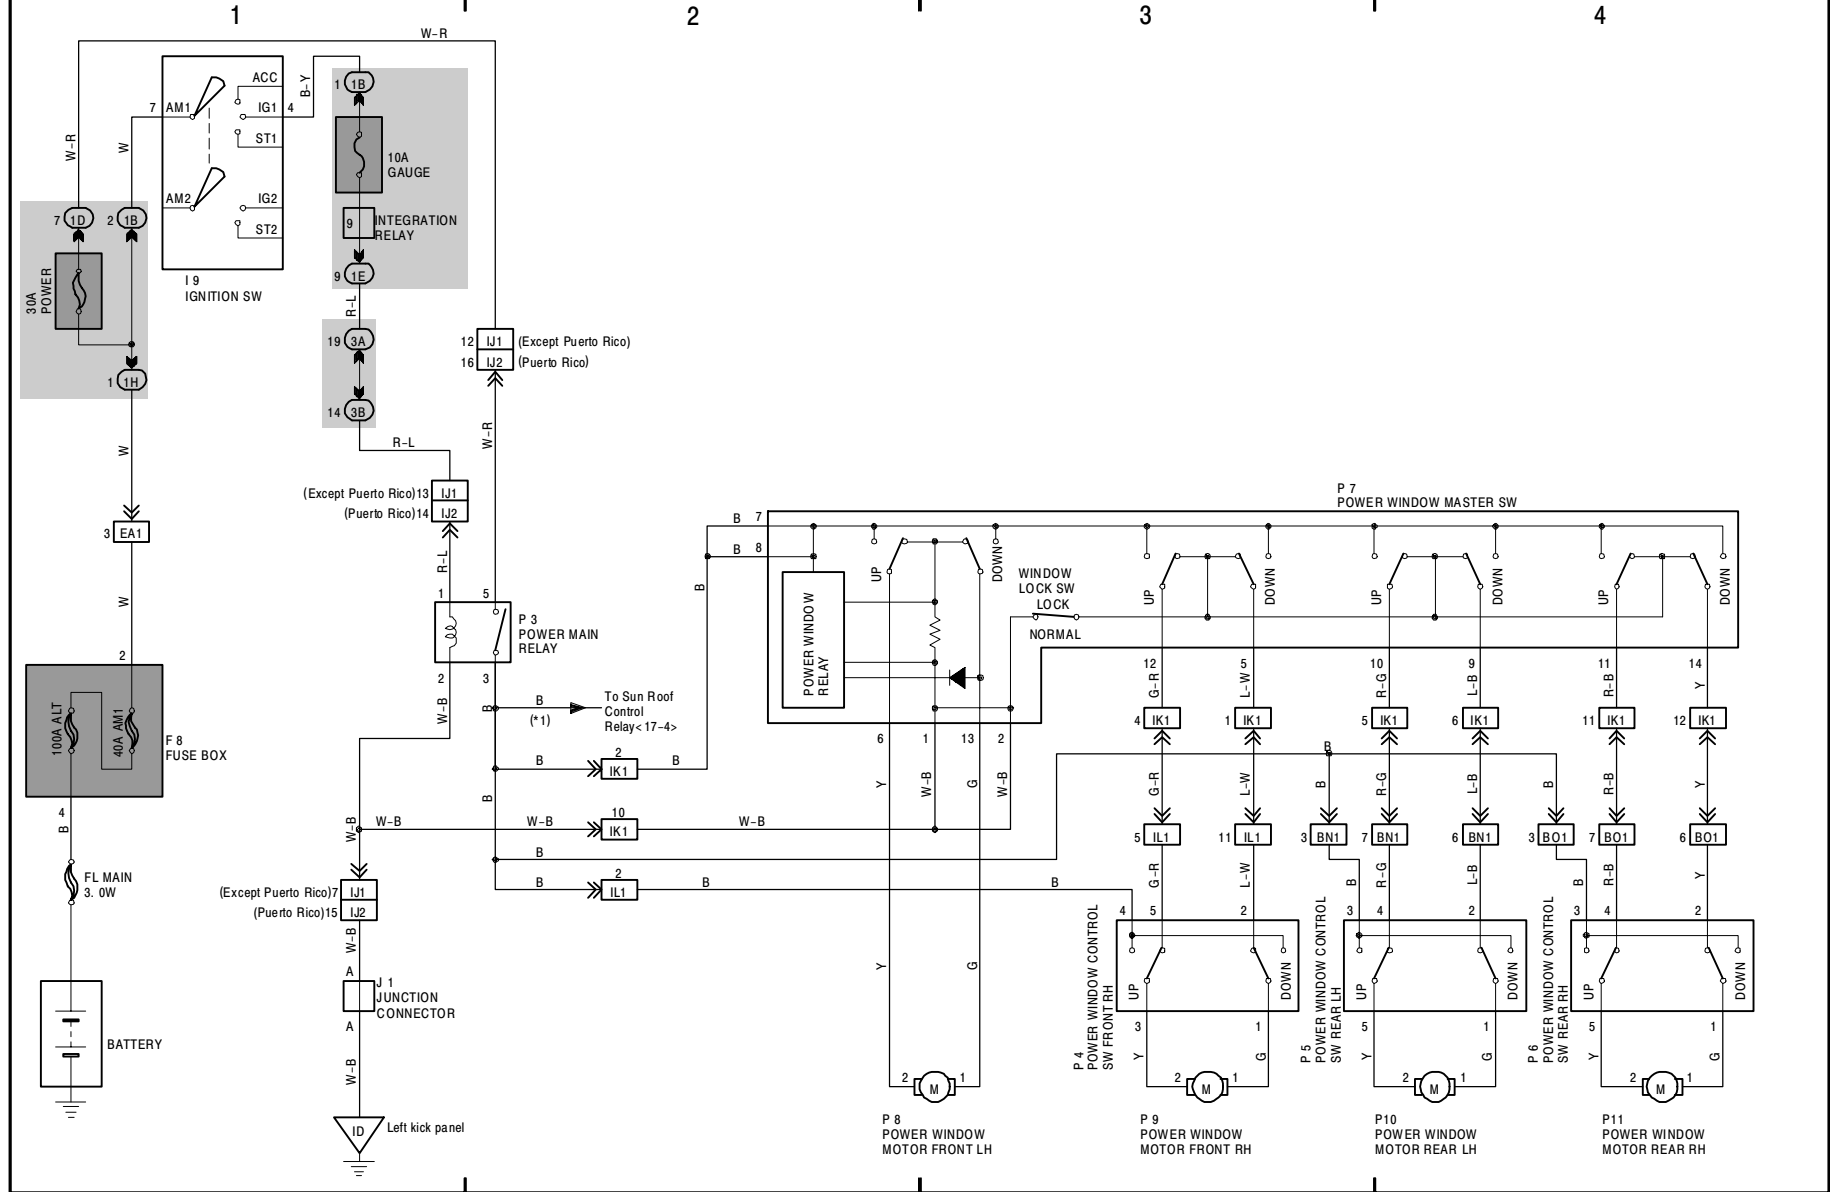 1
2
3
4
W-R
W-R
W
7
AM1
ACC
IG1
4
ST1
AM2
IG2
ST2
B-Y
I 9
IGNITION SW
1
1B
10A
GAUGE
9
INTEGRATION
RELAY
9
1E
R-L
7
1D
2
1B
30A
POWER
1
1H
19
3A
14
3B
R-L
12
IJ1
(Except Puerto Rico)
16
IJ2
(Puerto Rico)
W
W-R
(Except Puerto Rico)13
IJ1
(Puerto Rico)14
IJ2
3
EA1
R-L
W
1
5
P 3
POWER MAIN
RELAY
2
3
2
100A ALT
40A AM1
F 8
FUSE BOX
4
B
FL MAIN
3. 0W
BATTERY
W-B
B
B
(*1)
To Sun Roof
Control
Relay<17-4>
B
2
IK1
B
B
W-B
W-B
W-B
10
IK1
W-B
B
B
2
IL1
B
B
(Except Puerto Rico)7
IJ1
(Puerto Rico)15
IJ2
W-B
A
J 1
JUNCTION
CONNECTOR
A
W-B
ID
Left kick panel
P 7
POWER WINDOW MASTER SW
B
7
B
8
B
UP
DOWN
POWER WINDOW
RELAY
WINDOW
LOCK SW
LOCK
NORMAL
UP
DOWN
UP
DOWN
UP
DOWN
6
1
13
2
Y
W-B
G
W-B
12
5
10
9
11
14
G-R
L-W
R-G
L-B
R-B
Y
4
IK1
1
IK1
5
IK1
6
IK1
11
IK1
12
IK1
B
G-R
L-W
B
R-G
L-B
B
R-B
Y
5
IL1
11
IL1
3
BN1
7
BN1
6
BN1
3
BO1
7
BO1
6
BO1
G-R
L-W
B
R-G
L-B
B
R-B
Y
4
5
2
3
4
2
3
4
2
Y
G
UP
DOWN
UP
DOWN
UP
DOWN
P 4
POWER WINDOW CONTROL
SW FRONT RH
P 5
POWER WINDOW CONTROL
SW REAR LH
P 6
POWER WINDOW CONTROL
SW REAR RH
3
1
5
1
5
1
Y
G
Y
G
Y
G
2
M
1
2
M
1
2
M
1
2
M
1
P 8
POWER WINDOW
MOTOR FRONT LH
P 9
POWER WINDOW
MOTOR FRONT RH
P10
POWER WINDOW
MOTOR REAR LH
P11
POWER WINDOW
MOTOR REAR RH